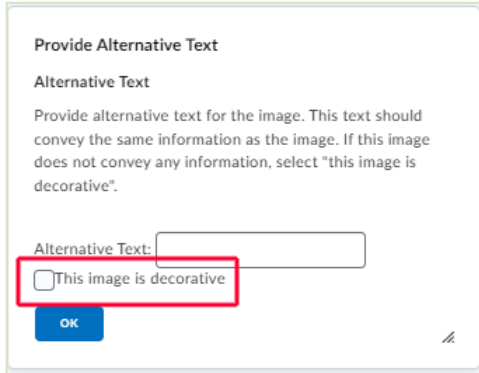 Provide Alternative Text
Alternative Text
Provide alternative text for the image. This text should
convey the same information as the image. If this image
does not convey any information, select "this image is
decorative".
Alternative Text:
This image is decorative
OK